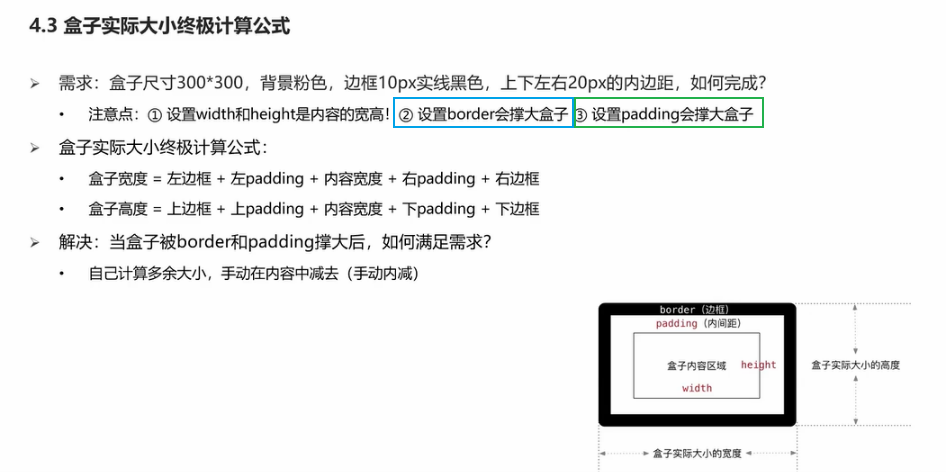 4.3 盒子实际大小终极计算公式
需求：盒子尺寸300*300，背景粉色，边框10px实线黑色，上下左右20px的内边距，如何完成？
注意点：① 设置width和height是内容的宽高！② 设置border会撑大盒子 ③ 设置padding会撑大盒子
盒子实际大小终极计算公式：
盒子宽度 = 左边框 + 左padding + 内容宽度 + 右padding + 右边框
盒子高度 = 上边框 + 上padding + 内容宽度 + 下padding + 下边框
解决：当盒子被border和padding撑大后，如何满足需求？
自己计算多余大小，手动在内容中减去（手动内减）
border（边框）
padding（内间距）
盒子内容区域 height
width
盒子实际大小的高度
盒子实际大小的宽度